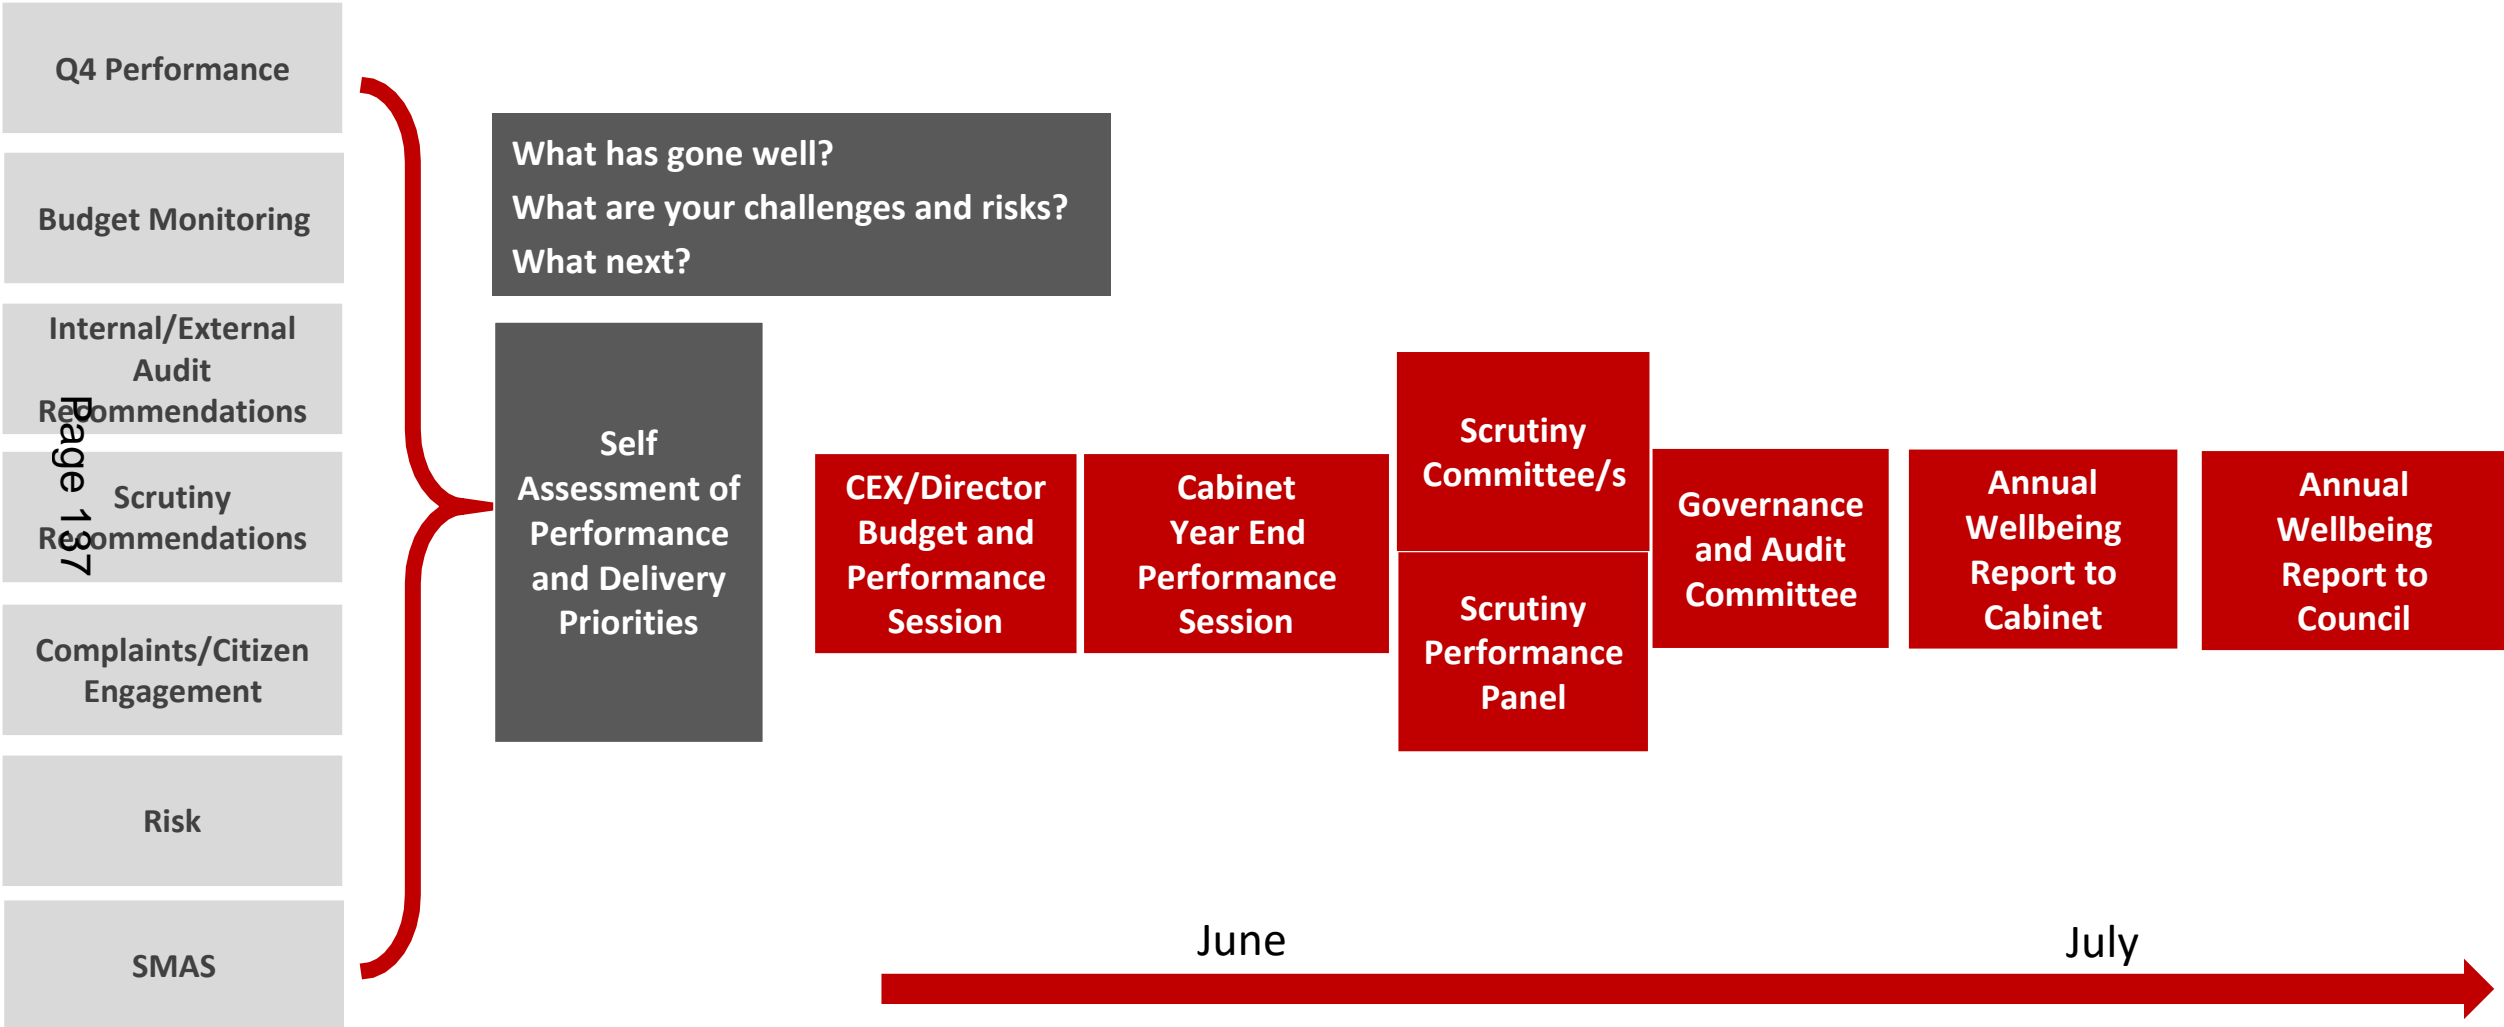 Q4 Performance
Budget Monitoring
Internal/External
Audit
Recommendations
Scrutiny
Recommendations
Complaints/Citizen
Engagement
Risk
SMAS
Page 137
What has gone well?
What are your challenges and risks?
What next?
Self
Assessment of
Performance
and Delivery
Priorities
CEX/Director
Budget and
Performance
Session
Cabinet
Year End
Performance
Session
Scrutiny
Committee/s
Scrutiny
Performance
Panel
Governance
and Audit
Committee
Annual
Wellbeing
Report to
Cabinet
Annual
Wellbeing
Report to
Council
June
July